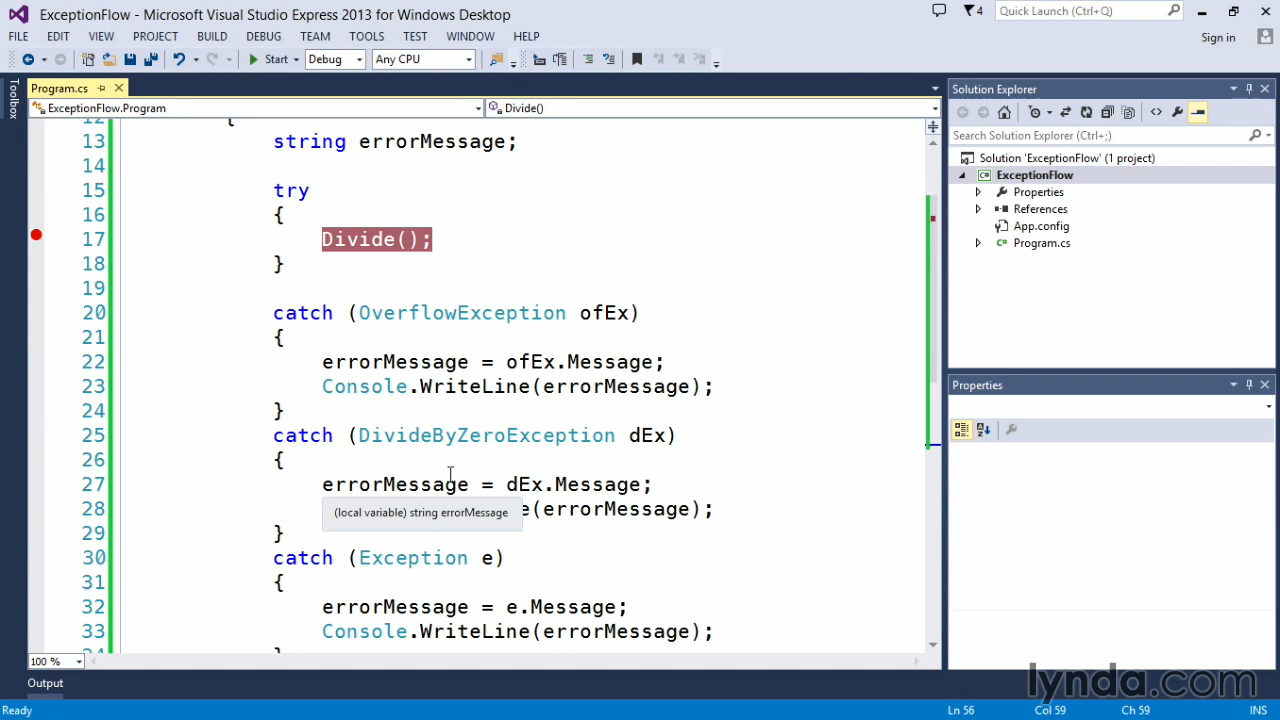 ExceptionFlow - Microsoft Visual Studio Express 2013 for Windows Desktop
4
Quick Launch (Ctrl+Q)
FILE EDIT VIEW PROJECT BUILD DEBUG TEAM TOOLS TEST WINDOW HELP
Sign in
Start Debug Any CPU
Toolbox
Program.cs
ExceptionFlow.Program
Divide()
12 {
13 string errorMessage;
14
15 try
16 {
17 Divide();
18 }
19
20 catch (OverflowException ofEx)
21 {
22 errorMessage = ofEx.Message;
23 Console.WriteLine(errorMessage);
24 }
25 catch (DivideByZeroException dEx)
26 {
27 errorMessage = dEx.Message;
28 e(errorMessage);
(local variable) string errorMessage
29 }
30 catch (Exception e)
31 {
32 errorMessage = e.Message;
33 Console.WriteLine(errorMessage);
100 %
Output
Solution Explorer
Search Solution Explorer (Ctrl+;)
Solution 'ExceptionFlow' (1 project)
C# ExceptionFlow
Properties
References
App.config
C# Program.cs
Properties
lynda.com
Ready
Ln 56 Col 59 Ch 59 INS